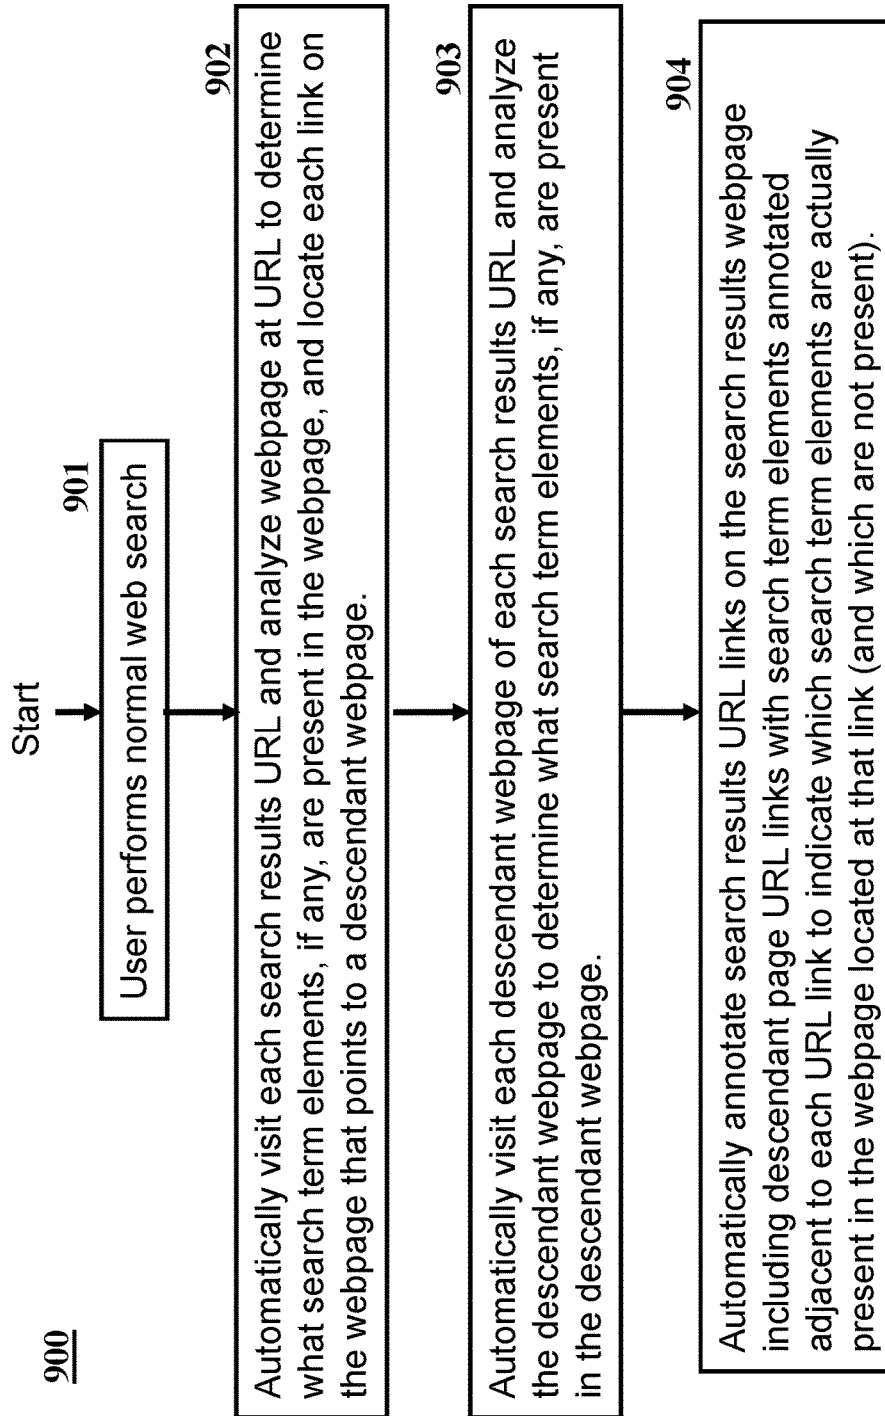 900
Start
901
User performs normal web search
902
Automatically visit each search results URL and analyze webpage at URL to determine
what search term elements, if any, are present in the webpage, and locate each link on
the webpage that points to a descendant webpage.
903
Automatically visit each descendant webpage of each search results URL and analyze
the descendant webpage to determine what search term elements, if any, are present
in the descendant webpage.
904
Automatically annotate search results URL links on the search results webpage
including descendant page URL links with search term elements annotated
adjacent to each URL link to indicate which search term elements are actually
present in the webpage located at that link (and which are not present).